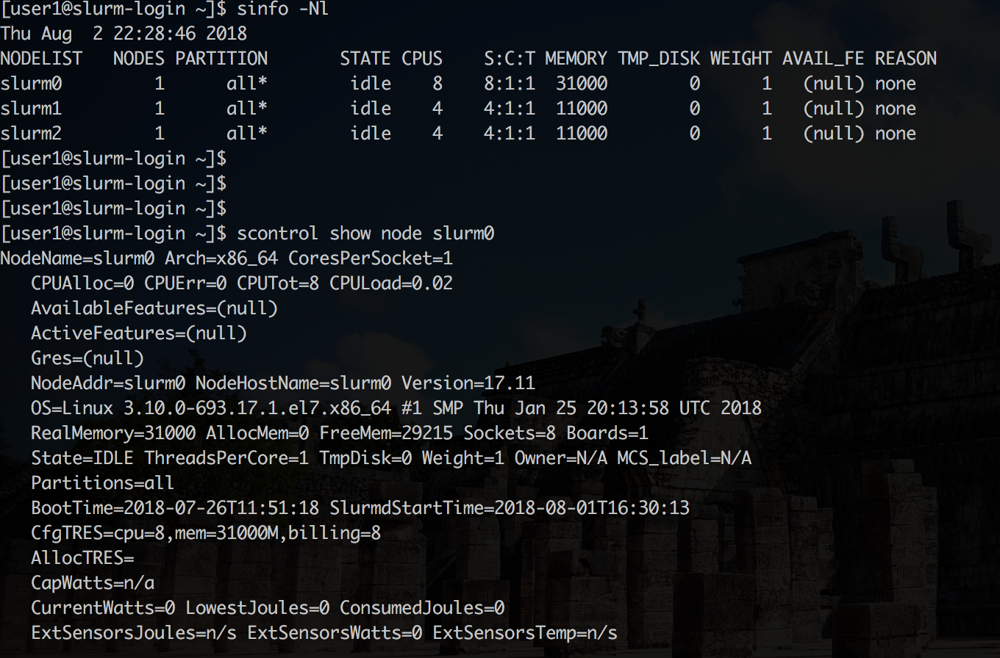 [user1@slurm-login ~]$ sinfo -Nl
Thu Aug  2 22:28:46 2018
NODELIST   NODES PARTITION       STATE CPUS    S:C:T MEMORY TMP_DISK WEIGHT AVAIL_FE REASON
slurm0         1      all*        idle    8    8:1:1  31000        0      1   (null) none
slurm1         1      all*        idle    4    4:1:1  11000        0      1   (null) none
slurm2         1      all*        idle    4    4:1:1  11000        0      1   (null) none
[user1@slurm-login ~]$
[user1@slurm-login ~]$
[user1@slurm-login ~]$
[user1@slurm-login ~]$ scontrol show node slurm0
NodeName=slurm0 Arch=x86_64 CoresPerSocket=1
   CPUAlloc=0 CPUErr=0 CPUTot=8 CPULoad=0.02
   AvailableFeatures=(null)
   ActiveFeatures=(null)
   Gres=(null)
   NodeAddr=slurm0 NodeHostName=slurm0 Version=17.11
   OS=Linux 3.10.0-693.17.1.el7.x86_64 #1 SMP Thu Jan 25 20:13:58 UTC 2018
   RealMemory=31000 AllocMem=0 FreeMem=29215 Sockets=8 Boards=1
   State=IDLE ThreadsPerCore=1 TmpDisk=0 Weight=1 Owner=N/A MCS_label=N/A
   Partitions=all
   BootTime=2018-07-26T11:51:18 SlurmdStartTime=2018-08-01T16:30:13
   CfgTRES=cpu=8,mem=31000M,billing=8
   AllocTRES=
   CapWatts=n/a
   CurrentWatts=0 LowestJoules=0 ConsumedJoules=0
   ExtSensorsJoules=n/s ExtSensorsWatts=0 ExtSensorsTemp=n/s